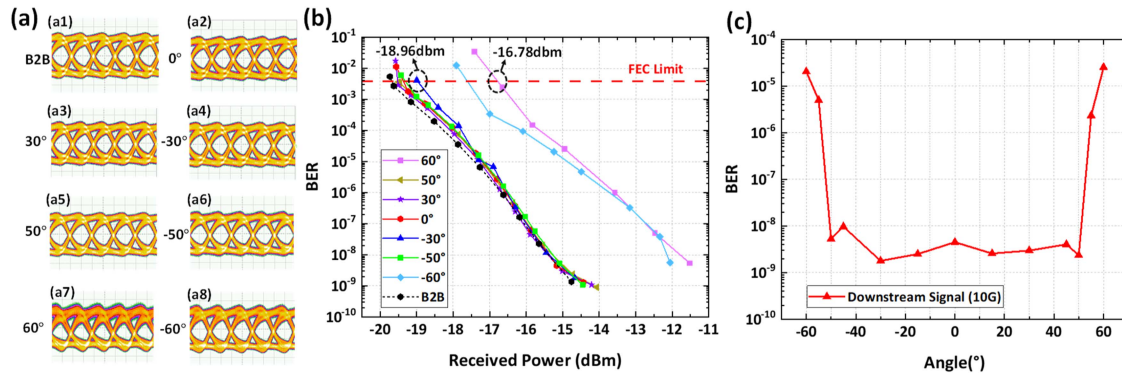 (a)
(a1)
(a2)
B2B
0°
(a3)
(a4)
30°
-30°
(a5)
(a6)
50°
-50°
(a7)
(a8)
60°
-60°
(b)
10⁻¹
10⁻²
10⁻³
10⁻⁴
10⁻⁵
10⁻⁶
10⁻⁷
10⁻⁸
10⁻⁹
10⁻¹⁰
BER
-18.96dbm
-16.78dbm
FEC Limit
60°
50°
30°
0°
-30°
-50°
-60°
B2B
-20 -19 -18 -17 -16 -15 -14 -13 -12 -11
Received Power (dBm)
(c)
10⁻⁴
10⁻⁵
10⁻⁶
10⁻⁷
10⁻⁸
10⁻⁹
10⁻¹⁰
BER
Downstream Signal (10G)
-60 -40 -20 0 20 40 60
Angle(°)